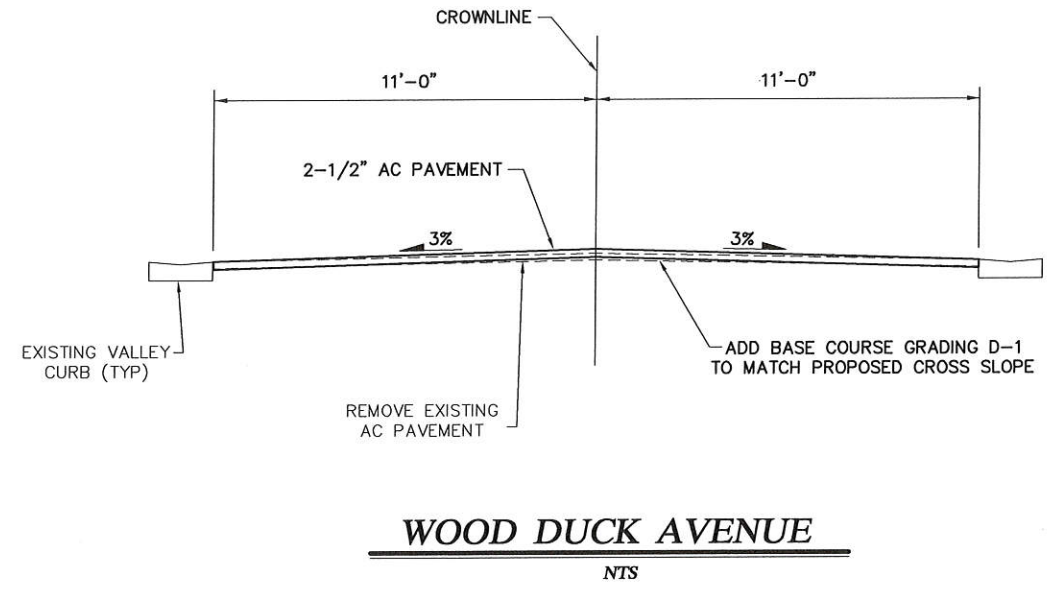 CROWNLINE
11'-0"
11'-0"
2-1/2" AC PAVEMENT
3%
3%
EXISTING VALLEY
CURB (TYP)
ADD BASE COURSE GRADING D-1
TO MATCH PROPOSED CROSS SLOPE
REMOVE EXISTING
AC PAVEMENT
WOOD DUCK AVENUE
NTS